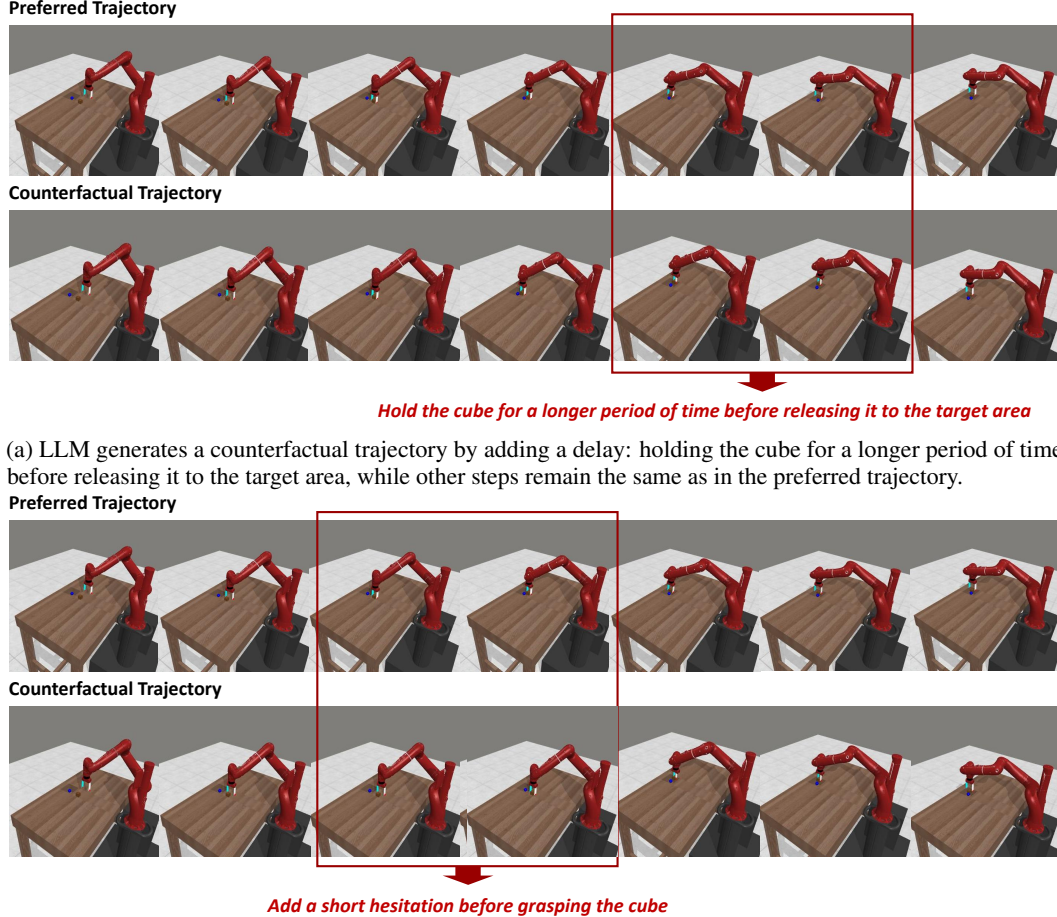 Preferred Trajectory
Counterfactual Trajectory
Hold the cube for a longer period of time before releasing it to the target area
(a) LLM generates a counterfactual trajectory by adding a delay: holding the cube for a longer period of time
before releasing it to the target area, while other steps remain the same as in the preferred trajectory.
Preferred Trajectory
Counterfactual Trajectory
Add a short hesitation before grasping the cube